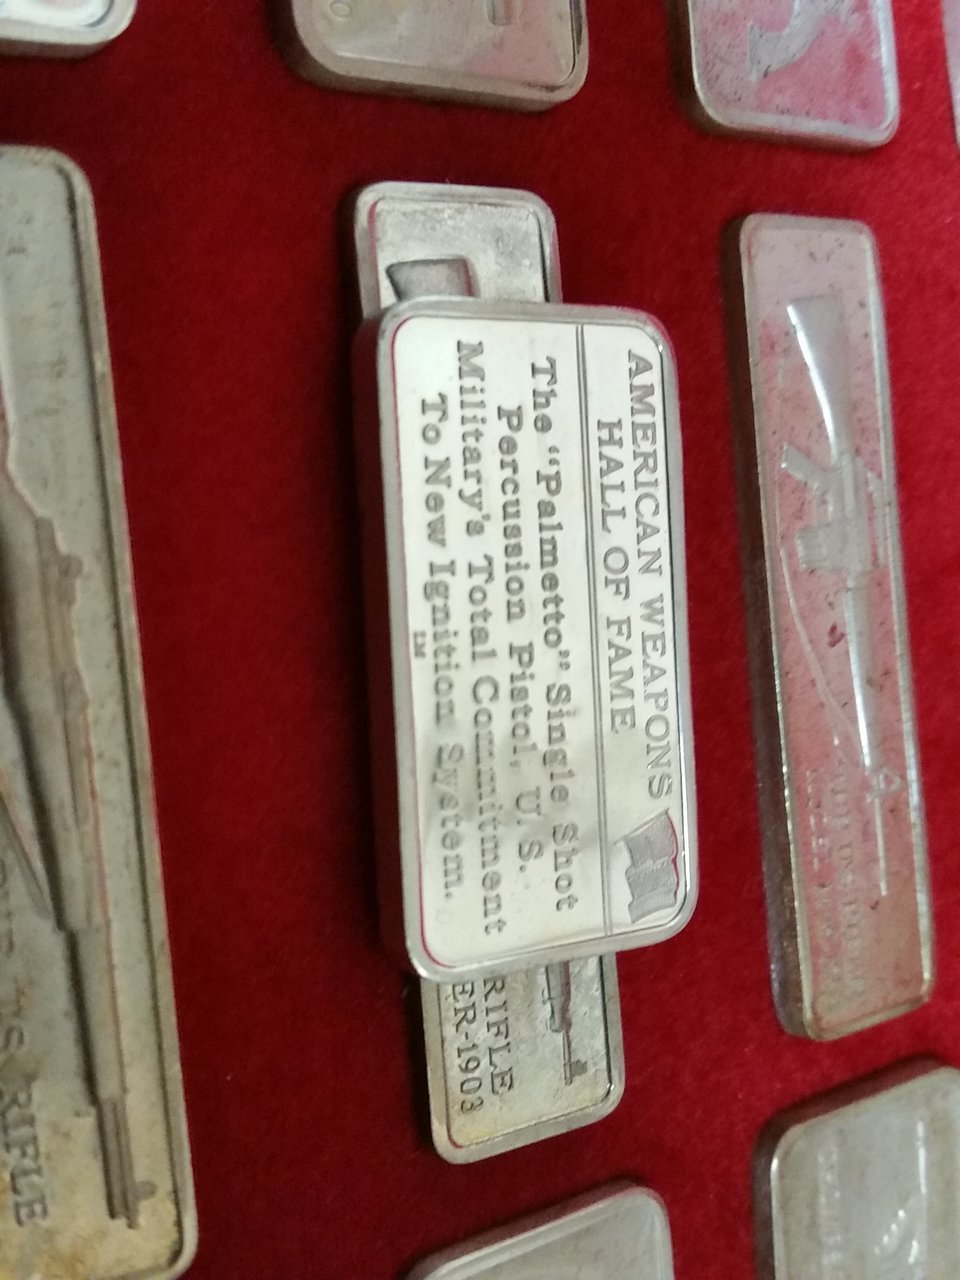 AMERICAN WEAPONS
HALL OF FAME
The "Palmetto" Single Shot
Percussion Pistol, U. S.
Military's Total Commitment
To New Ignition System.
LM
RIFLE
ER-1903
RIFLE